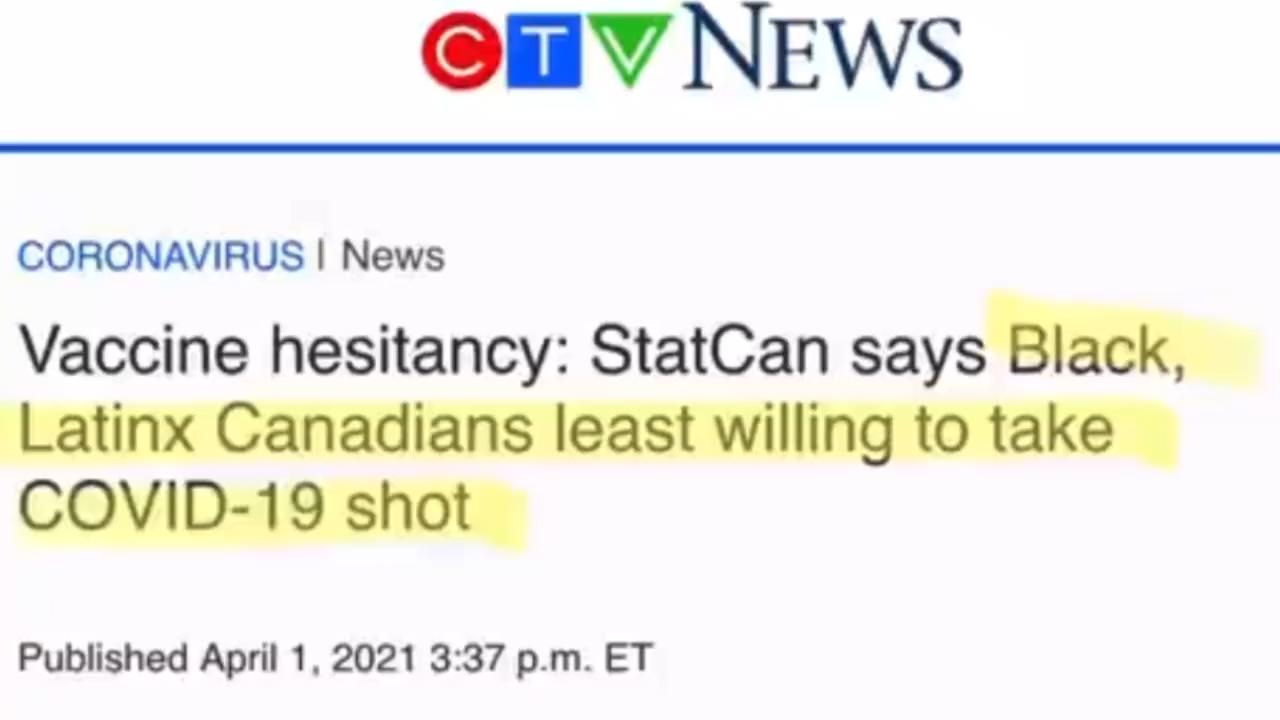 CTV NEWS
CORONAVIRUS | News
Vaccine hesitancy: StatCan says Black,
Latinx Canadians least willing to take
COVID-19 shot
Published April 1, 2021 3:37 p.m. ET